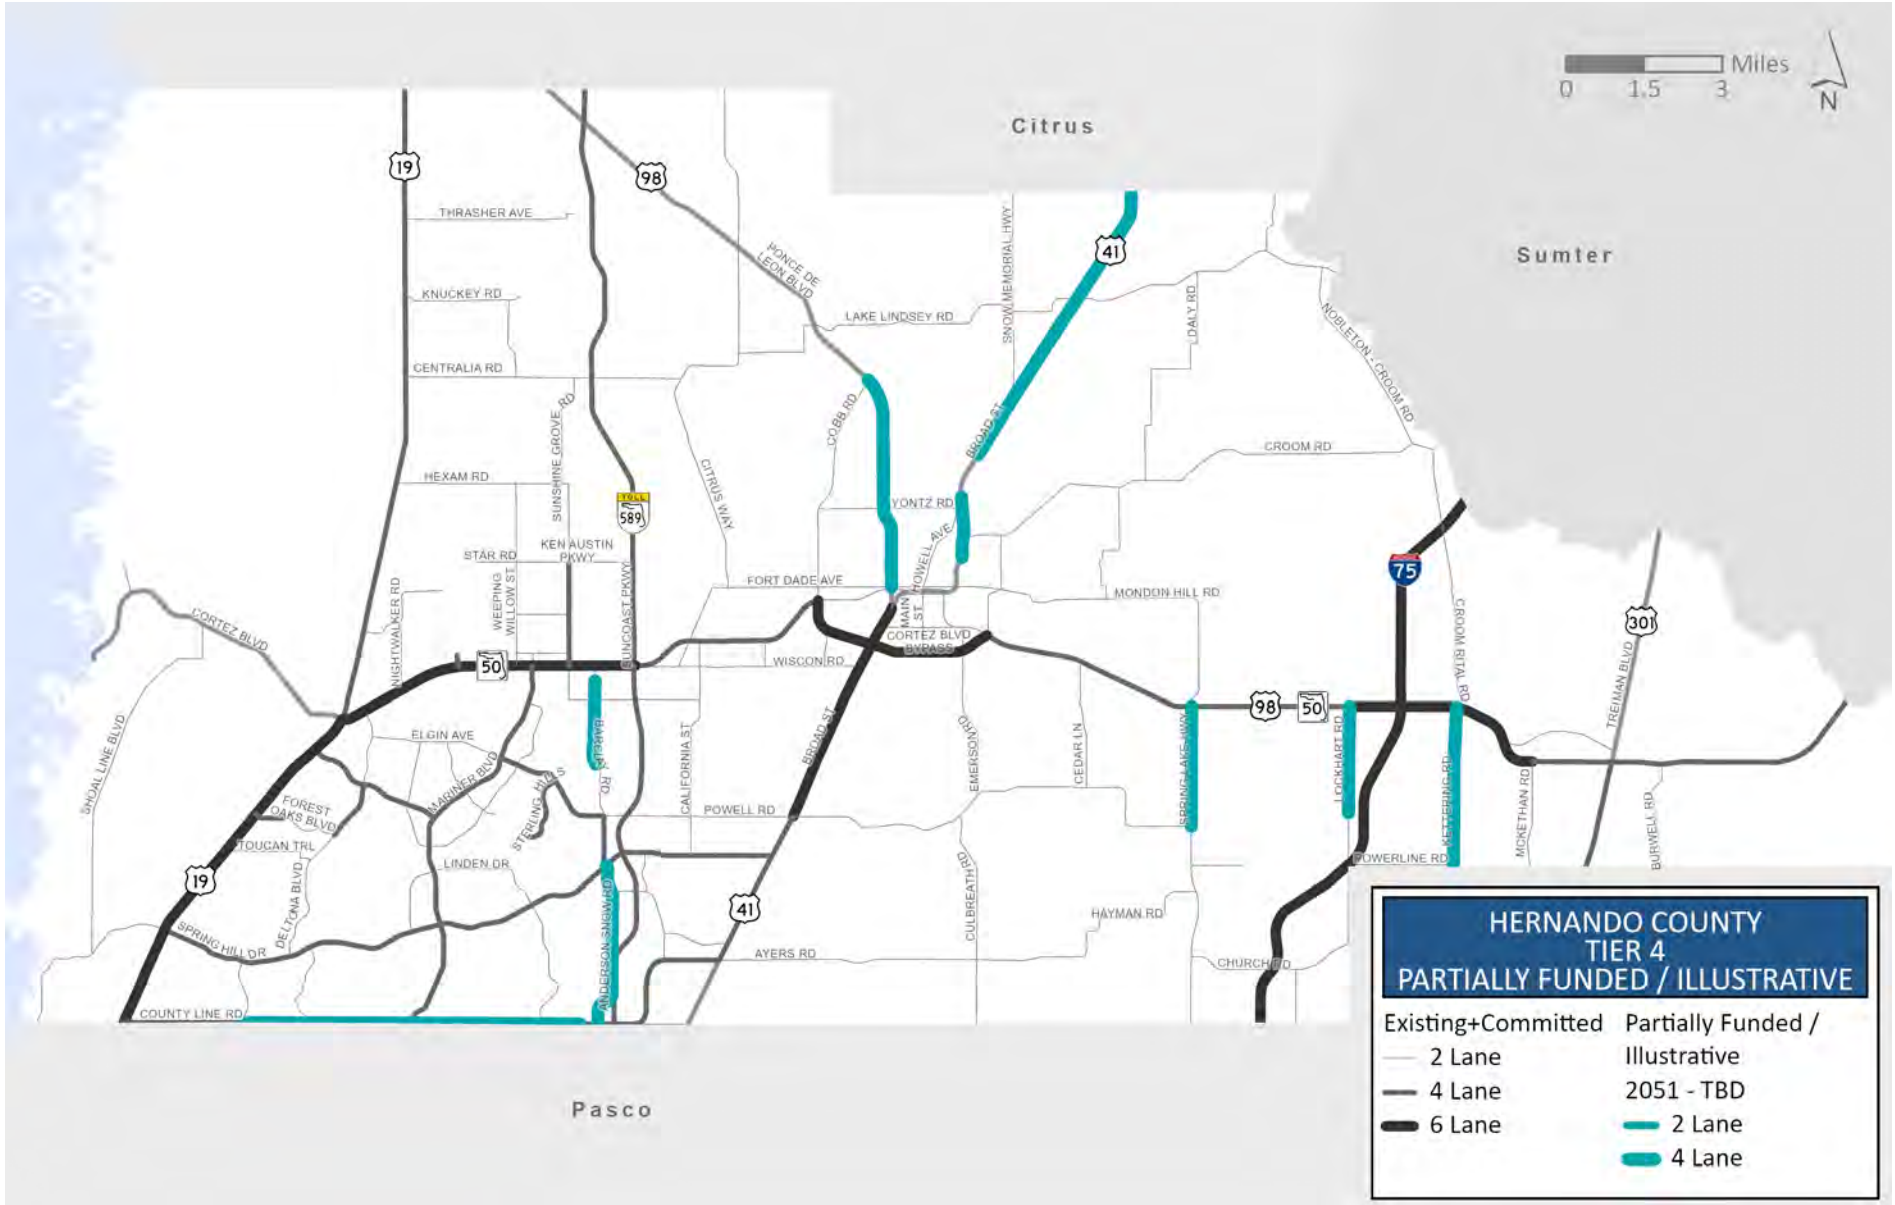 Miles
0 1.5 3
N
Citrus
Sumter
19
98
THRASHER AVE
PONCE DE
LEON BLVD
SNOW MEMORIAL HWY
41
KNUCKEY RD
LAKE LINDSEY RD
DALY RD
NOBLETON - CROOM RD
CENTRALIA RD
SUNSHINE GROVE RD
COBB RD
BROAD ST
CROOM RD
HEXAM RD
CITRUS WAY
TOLL
589
YONTZ RD
HOWELL AVE
STAR RD
KEN AUSTIN
PKWY
WEEPING
WILLOW ST
SUNCOAST PKWY
FORT DADE AVE
MAIN
ST
MONDON HILL RD
75
CROOM RITAL RD
301
TREIMAN BLVD
CORTEZ BLVD
NIGHTWALKER RD
50
WISCON RD
CORTEZ BLVD
BYPASS
98
50
SHOAL LINE BLVD
ELGIN AVE
BARCLAY RD
CALIFORNIA ST
BROAD ST
EMERSON RD
CEDAR LN
SPRING LAKE HWY
LOCKHART RD
KETTERING RD
MCKETHAN RD
BURWELL RD
MARINER BLVD
STERLING HILLS
FOREST
OAKS BLVD
POWELL RD
TOUCAN TRL
LINDEN DR
POWERLINE RD
19
DELTONA BLVD
ANDERSON SNOW RD
41
CULBREATH RD
HAYMAN RD
SPRING HILL DR
AYERS RD
CHURCH RD
COUNTY LINE RD
Pasco
HERNANDO COUNTY
TIER 4
PARTIALLY FUNDED / ILLUSTRATIVE
Existing+Committed
2 Lane
4 Lane
6 Lane
Partially Funded /
Illustrative
2051 - TBD
2 Lane
4 Lane